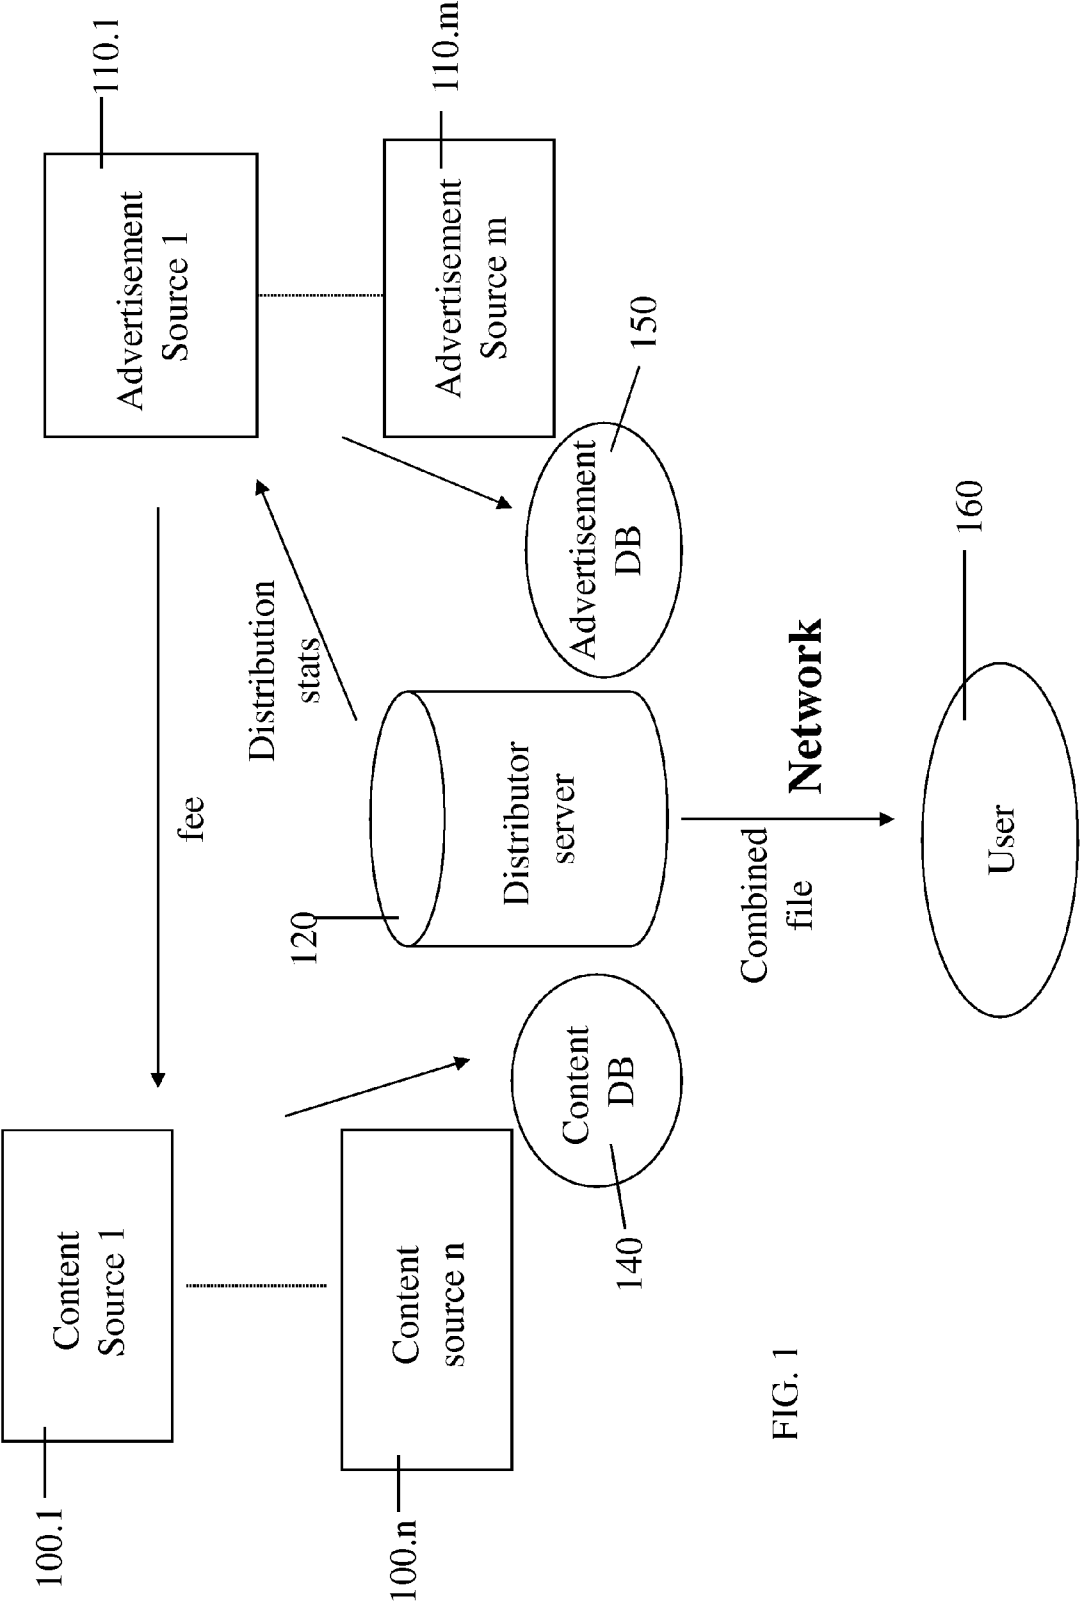 100.1
Content
Source 1
fee
Advertisement
Source 1
110.1
120
Distribution
stats
100.n
Content
source n
Distributor
server
Advertisement
Source m
110.m
140
Content
DB
Advertisement
DB
150
Combined
file
Network
User
160
FIG. 1